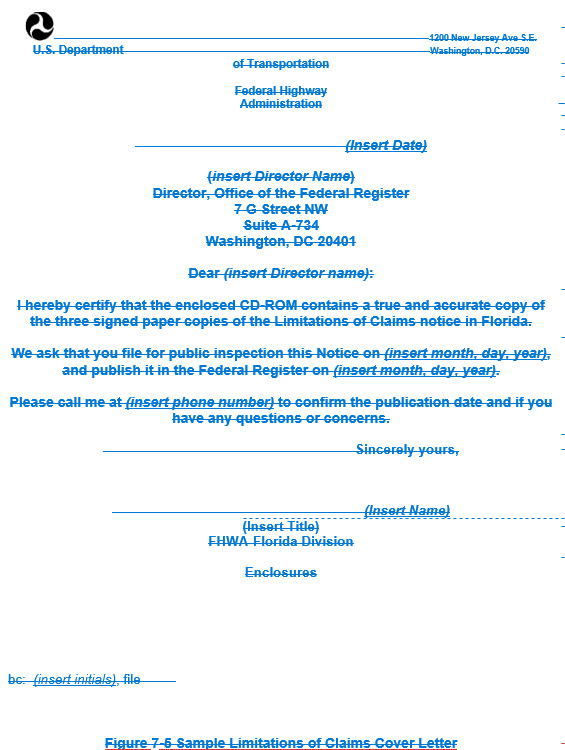 1200 New Jersey Ave S.E.
U.S. Department Washington, D.C. 20590
of Transportation
Federal Highway
Administration
(Insert Date)
(insert Director Name)
Director, Office of the Federal Register
7 G Street NW
Suite A-734
Washington, DC 20401
Dear (insert Director name):
I hereby certify that the enclosed CD-ROM contains a true and accurate copy of
the three signed paper copies of the Limitations of Claims notice in Florida.
We ask that you file for public inspection this Notice on (insert month, day, year),
and publish it in the Federal Register on (insert month, day, year).
Please call me at (insert phone number) to confirm the publication date and if you
have any questions or concerns.
Sincerely yours,
(Insert Name)
(Insert Title)
FHWA Florida Division
Enclosures
bc: (insert initials), file
Figure 7-5 Sample Limitations of Claims Cover Letter